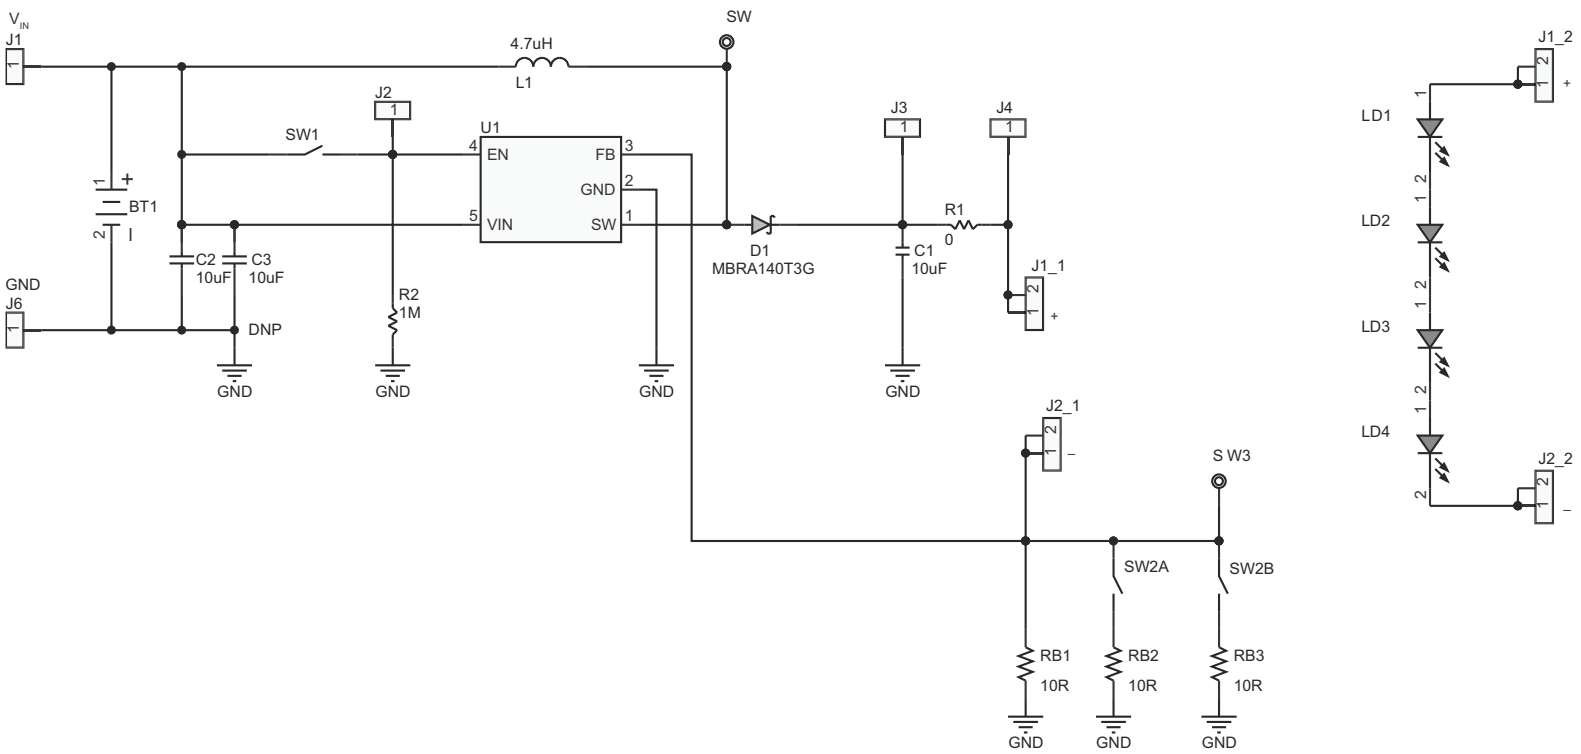 V IN
J1
1
4.7uH
L1
SW
J2
1
SW1
U1
4
EN
FB
3
GND
2
5
VIN
SW
1
1
+
BT1
2
I
C2
10uF
C3
10uF
GND
J6
1
DNP
GND
R2
1M
GND
GND
D1
MBRA140T3G
J3
1
J4
1
R1
0
C1
10uF
GND
J1_1
2
1
+
J2_1
2
1
–
S W3
SW2A
SW2B
RB1
10R
RB2
10R
RB3
10R
GND
GND
GND
J1_2
2
1
+
1
LD1
2
1
LD2
2
1
LD3
2
1
LD4
2
J2_2
2
1
–